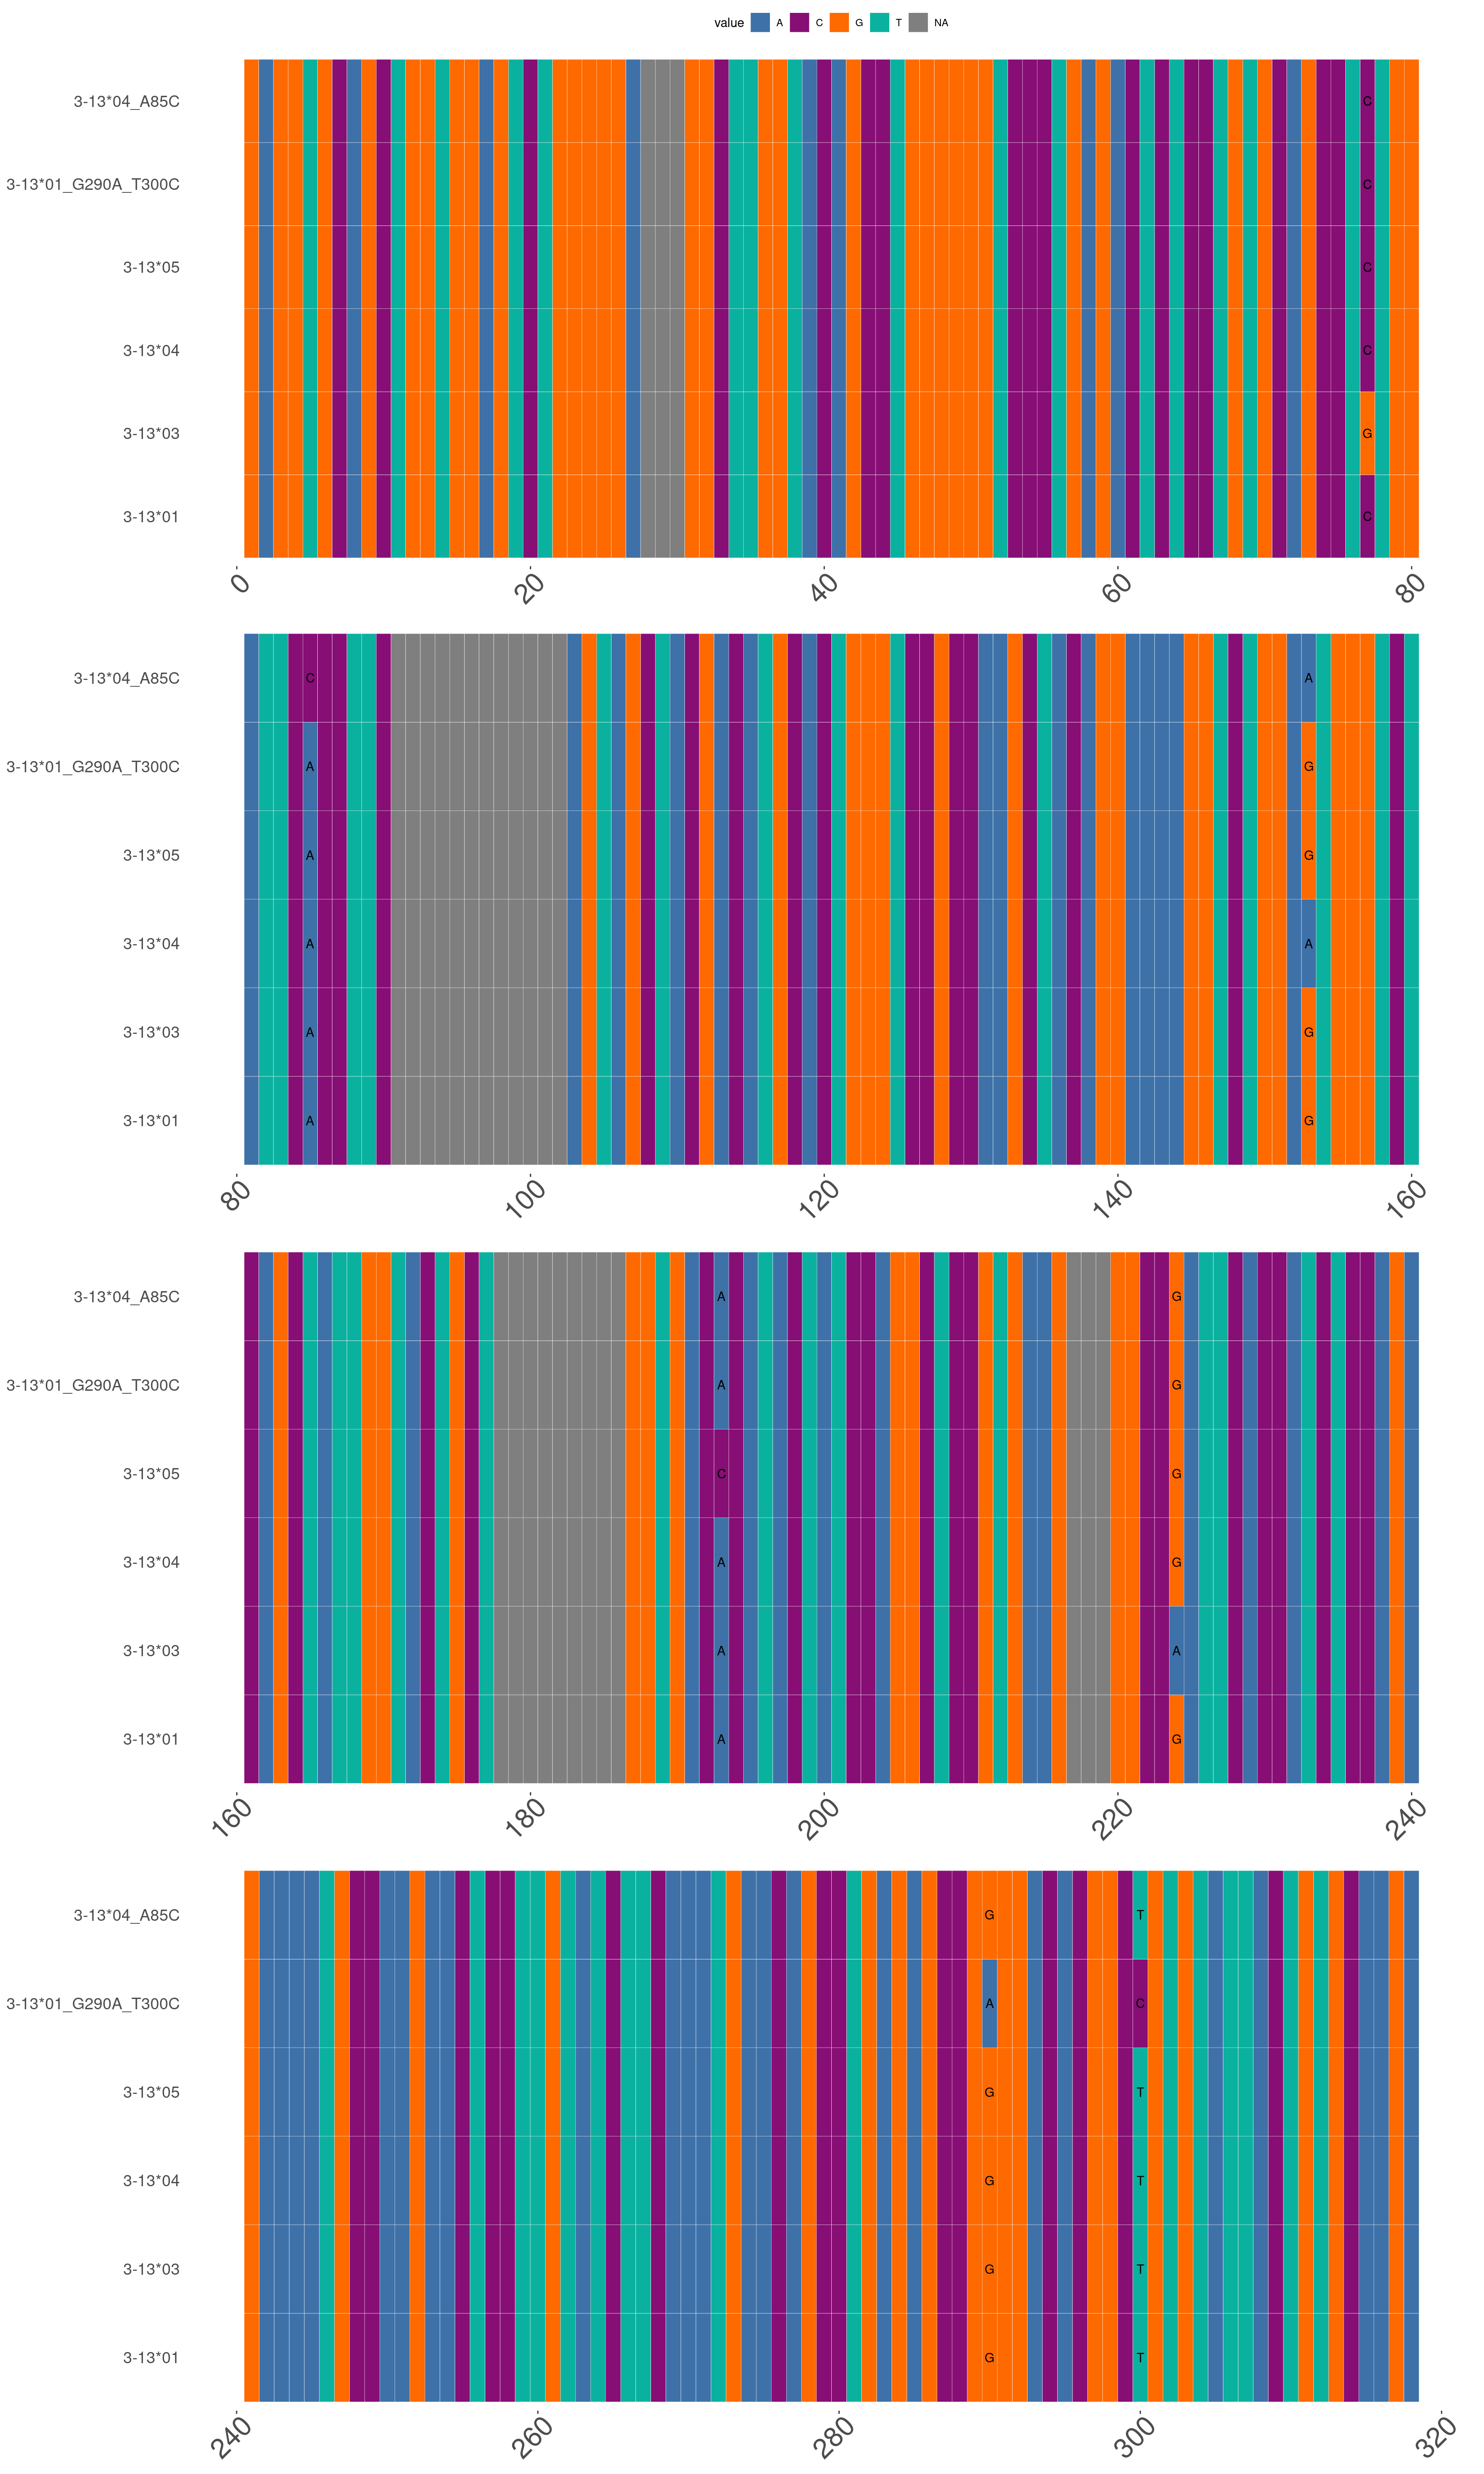 value A C G T NA
3-13*04_A85C C
3-13*01_G290A_T300C C
3-13*05 C
3-13*04 C
3-13*03 G
3-13*01 C
0 20 40 60 80
3-13*04_A85C C A
3-13*01_G290A_T300C A G
3-13*05 A G
3-13*04 A A
3-13*03 A G
3-13*01 A G
80 100 120 140 160
3-13*04_A85C A G
3-13*01_G290A_T300C A G
3-13*05 C G
3-13*04 A G
3-13*03 A A
3-13*01 A G
160 180 200 220 240
3-13*04_A85C G T
3-13*01_G290A_T300C A C
3-13*05 G T
3-13*04 G T
3-13*03 G T
3-13*01 G T
240 260 280 300 320